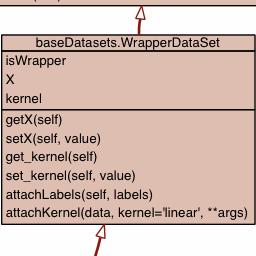 baseDatasets.WrapperDataSet
isWrapper
X
kernel
getX(self)
setX(self, value)
get_kernel(self)
set_kernel(self, value)
attachLabels(self, labels)
attachKernel(data, kernel='linear', **args)